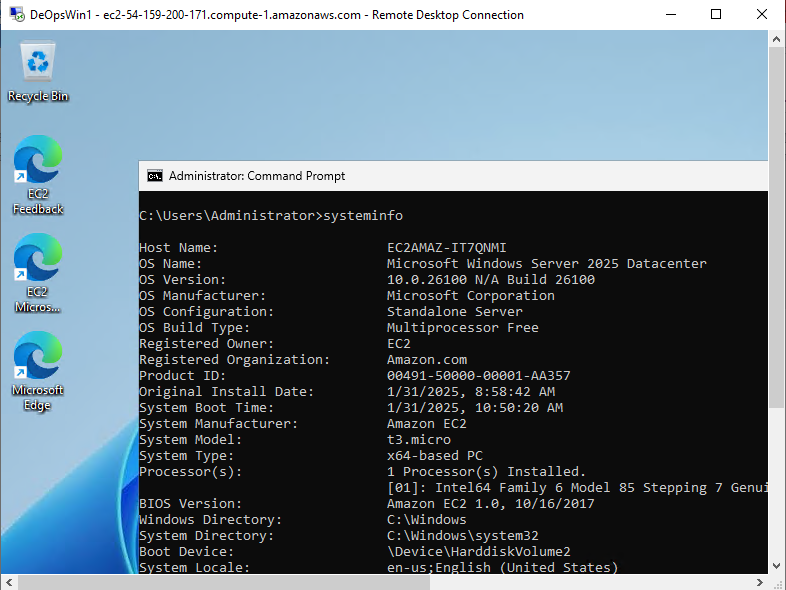 DeOpsWin1 - ec2-54-159-200-171.compute-1.amazonaws.com - Remote Desktop Connection
Recycle Bin
EC2
Feedback
EC2
Micros...
Microsoft
Edge
Administrator: Command Prompt
C:\Users\Administrator>systeminfo
Host Name: EC2AMAZ-IT7QNMI
OS Name: Microsoft Windows Server 2025 Datacenter
OS Version: 10.0.26100 N/A Build 26100
OS Manufacturer: Microsoft Corporation
OS Configuration: Standalone Server
OS Build Type: Multiprocessor Free
Registered Owner: EC2
Registered Organization: Amazon.com
Product ID: 00491-50000-00001-AA357
Original Install Date: 1/31/2025, 8:58:42 AM
System Boot Time: 1/31/2025, 10:50:20 AM
System Manufacturer: Amazon EC2
System Model: t3.micro
System Type: x64-based PC
Processor(s): 1 Processor(s) Installed.
[01]: Intel64 Family 6 Model 85 Stepping 7 Genui
BIOS Version: Amazon EC2 1.0, 10/16/2017
Windows Directory: C:\Windows
System Directory: C:\Windows\system32
Boot Device: \Device\HarddiskVolume2
System Locale: en-us;English (United States)